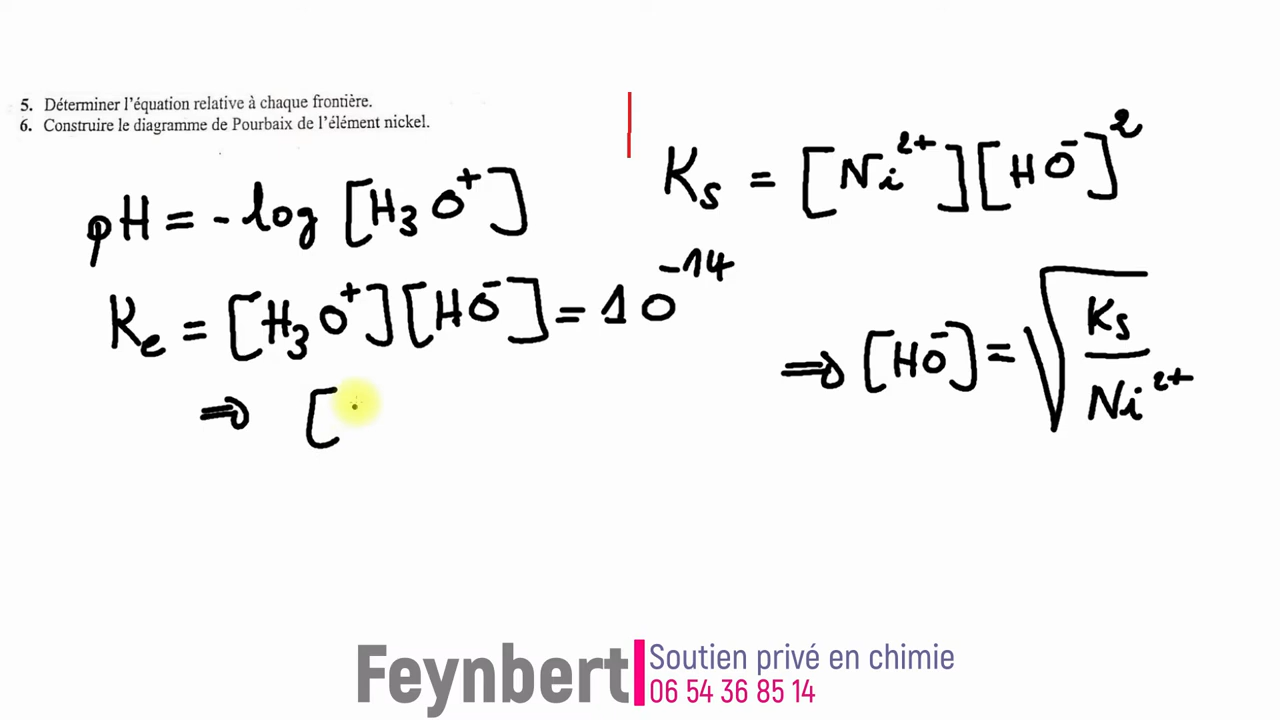 5. Déterminer l'équation relative à chaque frontière.
6. Construire le diagramme de Pourbaix de l'élément nickel.
pH = -log [H₃O⁺]
Ke = [H₃O⁺][HO⁻] = 10⁻¹⁴
⇒ [
Ks = [Ni²⁺][HO⁻]²
⇒ [HO⁻] = √(Ks / Ni²⁺)
Feynbert
Soutien privé en chimie
06 54 36 85 14